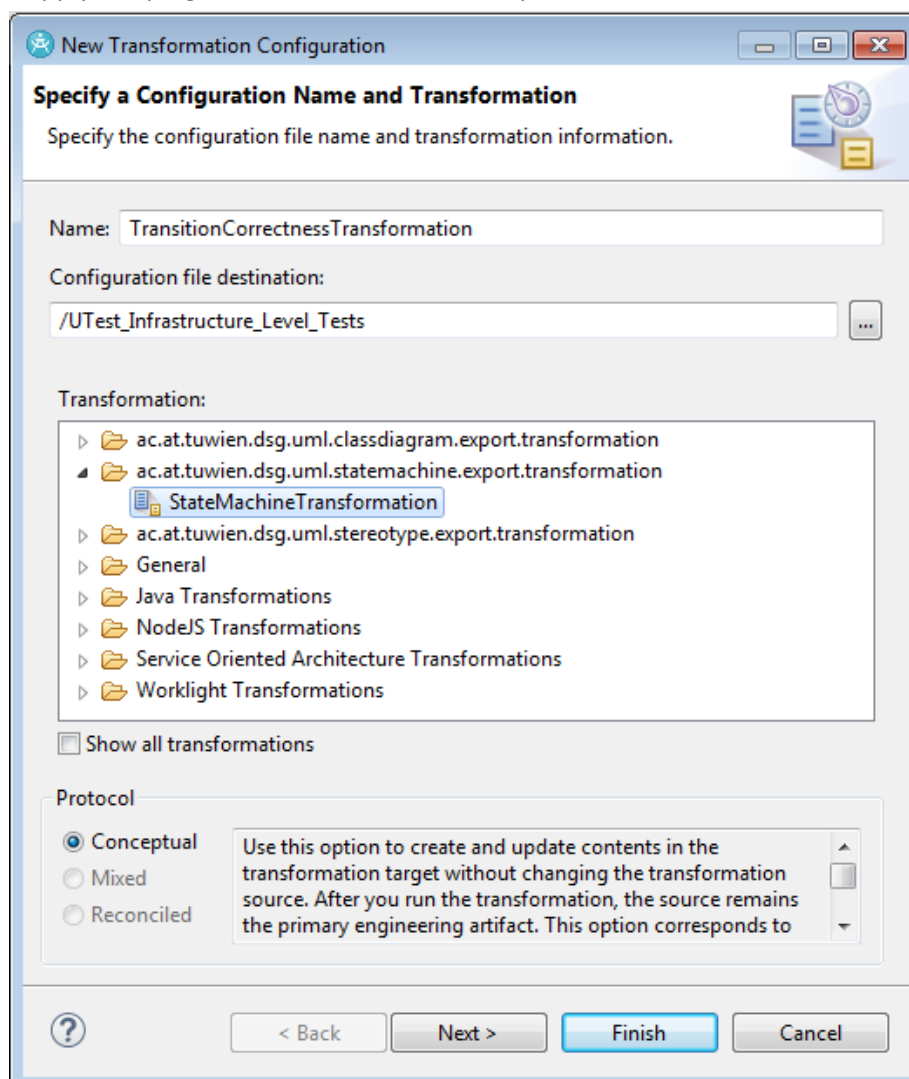 New Transformation Configuration
Specify a Configuration Name and Transformation
Specify the configuration file name and transformation information.
Name: TransitionCorrectnessTransformation
Configuration file destination:
/UTest_Infrastructure_Level_Tests
...
Transformation:
ac.at.tuwien.dsg.uml.classdiagram.export.transformation
ac.at.tuwien.dsg.uml.statemachine.export.transformation
StateMachineTransformation
ac.at.tuwien.dsg.uml.stereotype.export.transformation
General
Java Transformations
NodeJS Transformations
Service Oriented Architecture Transformations
Worklight Transformations
Show all transformations
Protocol
Conceptual
Mixed
Reconciled
Use this option to create and update contents in the
transformation target without changing the transformation
source. After you run the transformation, the source remains
the primary engineering artifact. This option corresponds to
? < Back Next > Finish Cancel